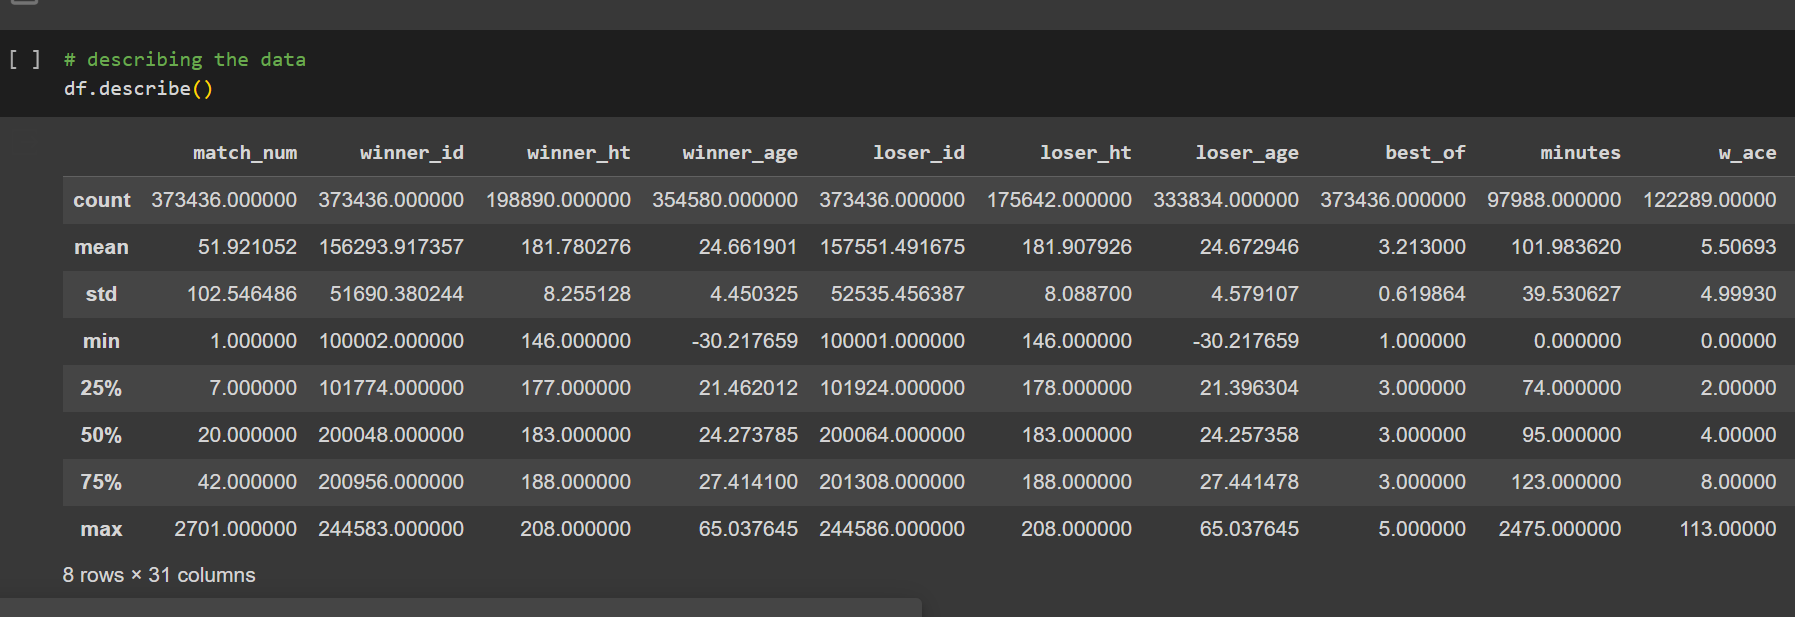 [ ] # describing the data
df.describe()
match_num winner_id winner_ht winner_age loser_id loser_ht loser_age best_of minutes w_ace
count 373436.000000 373436.000000 198890.000000 354580.000000 373436.000000 175642.000000 333834.000000 373436.000000 97988.000000 122289.00000
mean 51.921052 156293.917357 181.780276 24.661901 157551.491675 181.907926 24.672946 3.213000 101.983620 5.50693
std 102.546486 51690.380244 8.255128 4.450325 52535.456387 8.088700 4.579107 0.619864 39.530627 4.99930
min 1.000000 100002.000000 146.000000 -30.217659 100001.000000 146.000000 -30.217659 1.000000 0.000000 0.00000
25% 7.000000 101774.000000 177.000000 21.462012 101924.000000 178.000000 21.396304 3.000000 74.000000 2.00000
50% 20.000000 200048.000000 183.000000 24.273785 200064.000000 183.000000 24.257358 3.000000 95.000000 4.00000
75% 42.000000 200956.000000 188.000000 27.414100 201308.000000 188.000000 27.441478 3.000000 123.000000 8.00000
max 2701.000000 244583.000000 208.000000 65.037645 244586.000000 208.000000 65.037645 5.000000 2475.000000 113.00000
8 rows × 31 columns